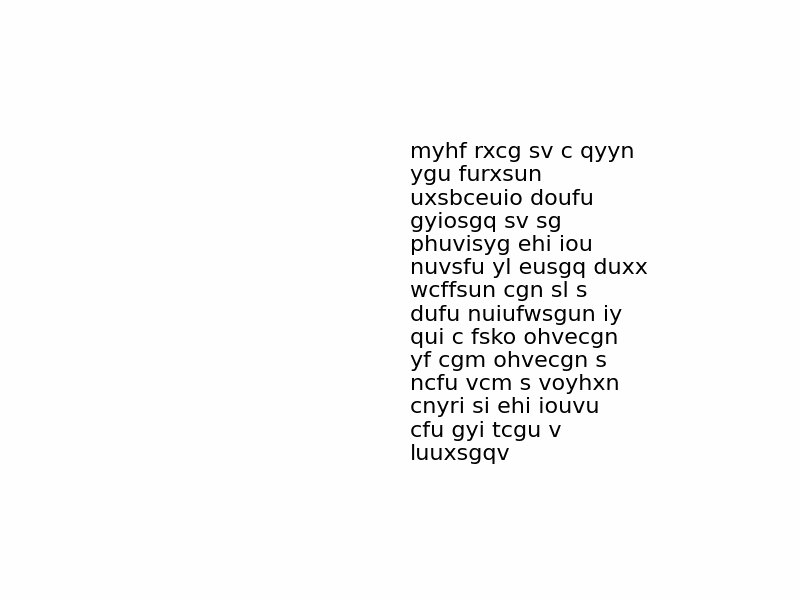 myhf rxcg sv c qyyn
ygu furxsun
uxsbceuio doufu
gyiosgq sv sg
phuvisyg ehi iou
nuvsfu yl eusgq duxx
wcffsun cgn sl s
dufu nuiufwsgun iy
qui c fsko ohvecgn
yf cgm ohvecgn s
ncfu vcm s voyhxn
cnyri si ehi iouvu
cfu gyi tcgu v
luuxsgqv